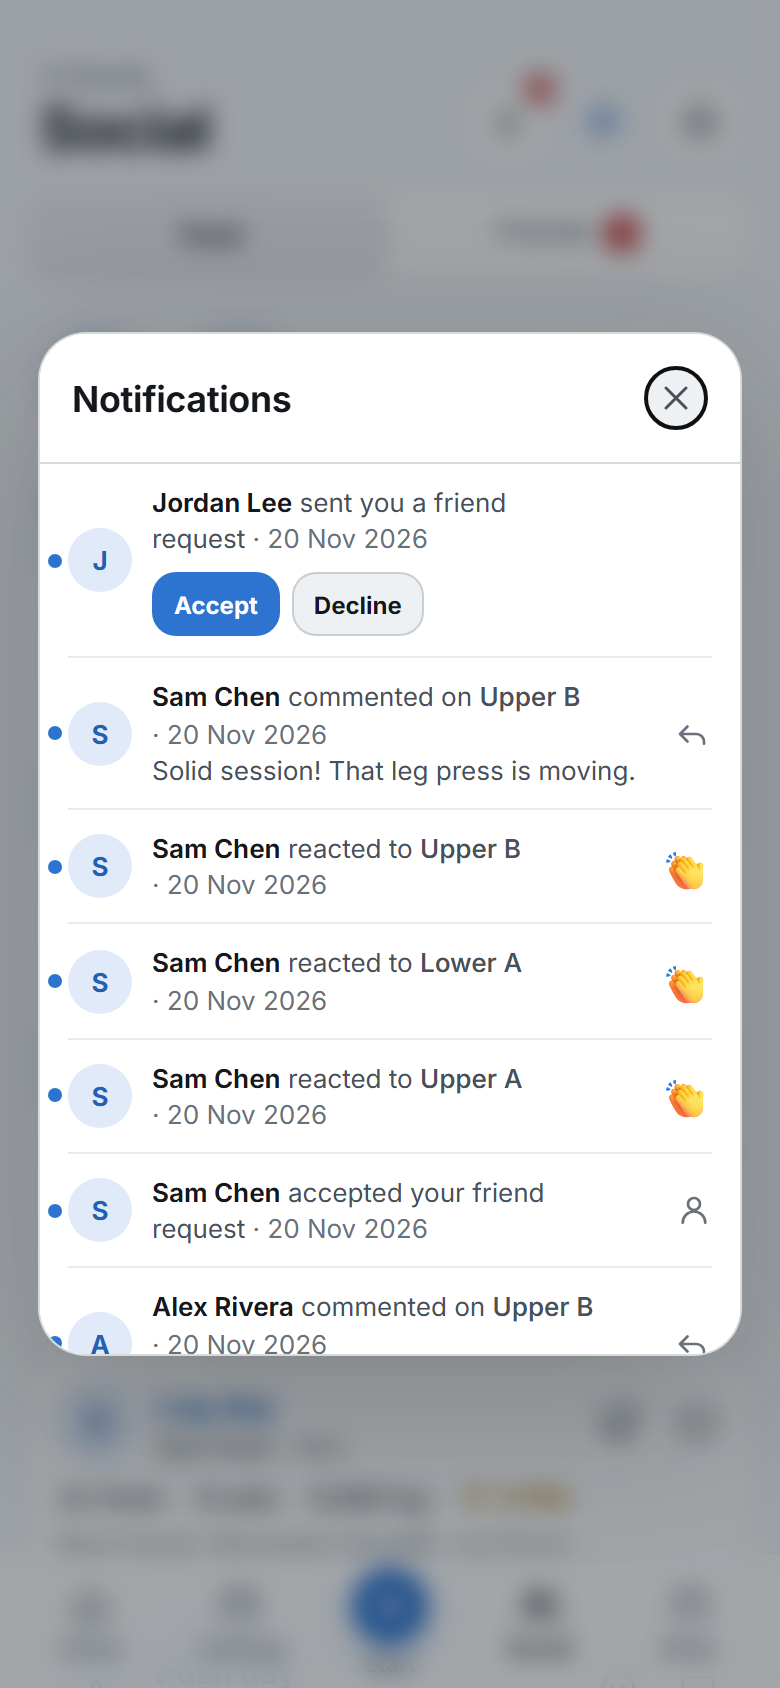 Social
Notifications
J
Jordan Lee sent you a friend
request · 20 Nov 2026
Accept
Decline
S
Sam Chen commented on Upper B
· 20 Nov 2026
Solid session! That leg press is moving.
S
Sam Chen reacted to Upper B
· 20 Nov 2026
S
Sam Chen reacted to Lower A
· 20 Nov 2026
S
Sam Chen reacted to Upper A
· 20 Nov 2026
S
Sam Chen accepted your friend
request · 20 Nov 2026
A
Alex Rivera commented on Upper B
· 20 Nov 2026